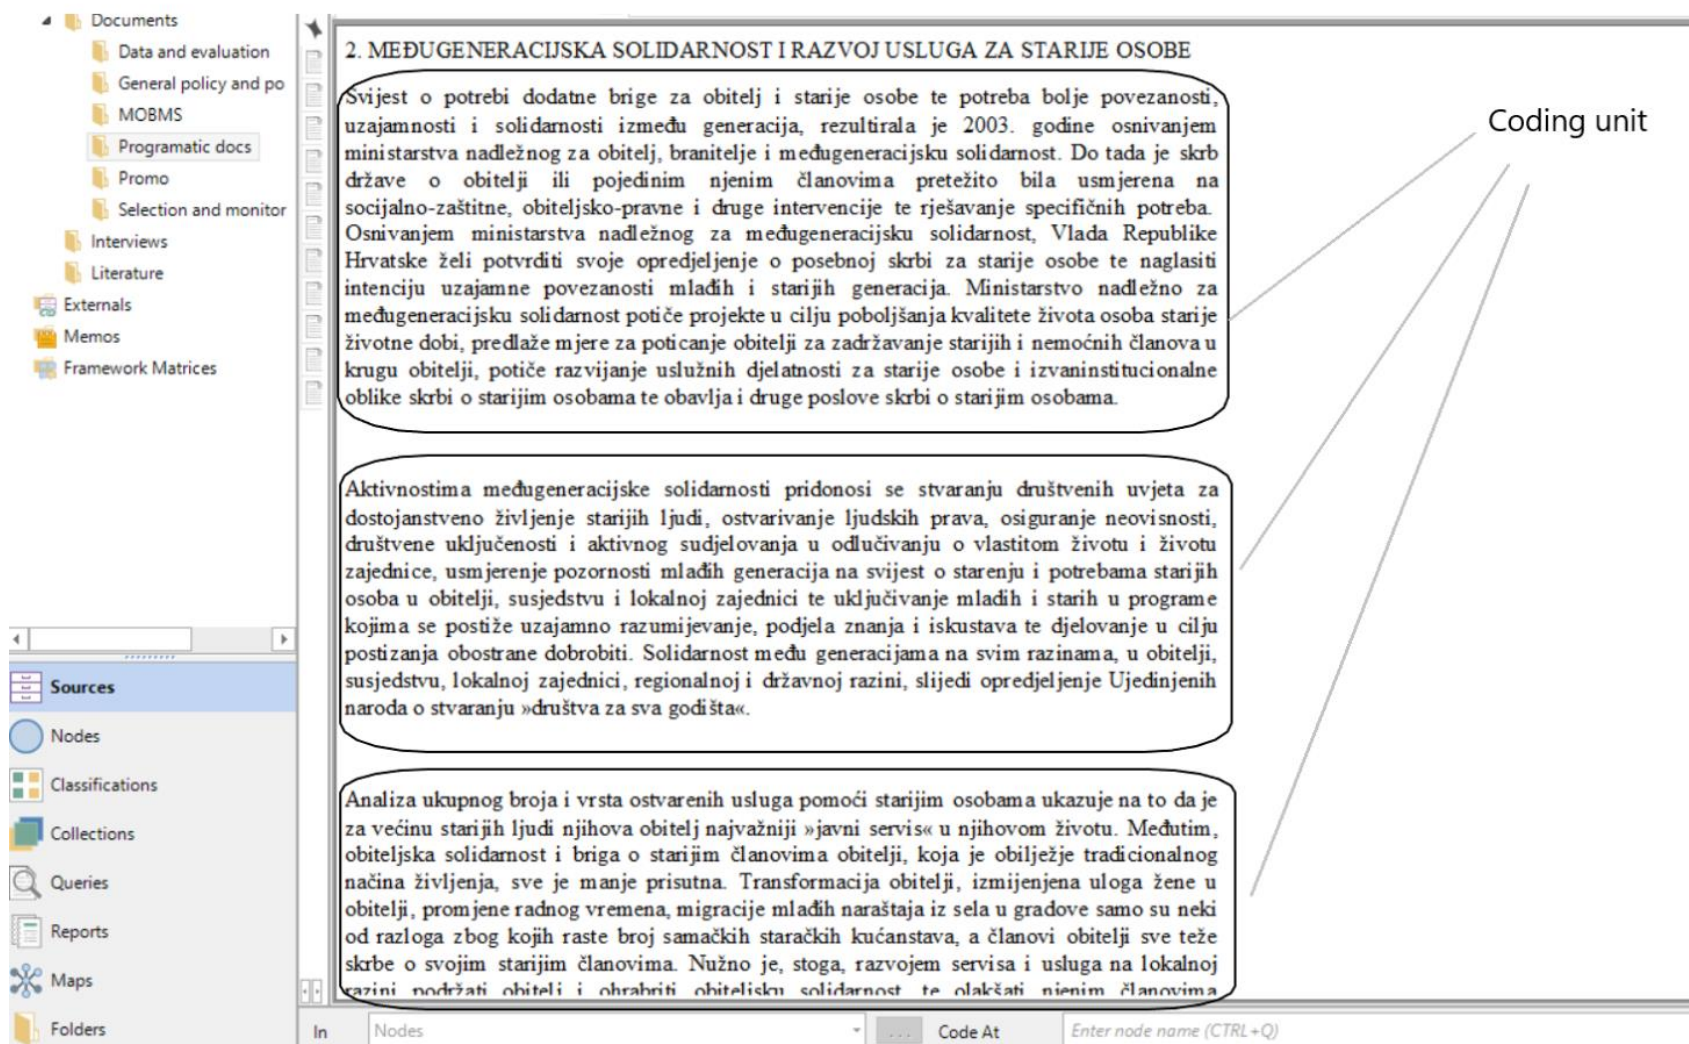 Documents
Data and evaluation
General policy and po
MOBMS
Programatic docs
Promo
Selection and monitor
Interviews
Literature
Externals
Memos
Framework Matrices
Sources
Nodes
Classifications
Collections
Queries
Reports
Maps
Folders
2. MEĐUGENERACIJSKA SOLIDARNOST I RAZVOJ USLUGA ZA STARIJE OSOBE
Svijest o potrebi dodatne brige za obitelj i starije osobe te potreba bolje povezanosti,
uzajamnosti i solidarnosti između generacija, rezultirala je 2003. godine osnivanjem
ministarstva nadležnog za obitelj, branitelje i međugeneracijsku solidarnost. Do tada je skrb
države o obitelji ili pojedinim njenim članovima pretežito bila usmjerena na
socijalno-zaštitne, obiteljsko-pravne i druge intervencije te rješavanje specifičnih potreba.
Osnivanjem ministarstva nadležnog za međugeneracijsku solidarnost, Vlada Republike
Hrvatske želi potvrditi svoje opredjeljenje o posebnoj skrbi za starije osobe te naglasiti
intenciju uzajamne povezanosti mlađih i starijih generacija. Ministarstvo nadležno za
međugeneracijsku solidarnost potiče projekte u cilju poboljšanja kvalitete života osoba starije
životne dobi, predlaže mjere za poticanje obitelji za zadržavanje starijih i nemoćnih članova u
krugu obitelji, potiče razvijanje uslužnih djelatnosti za starije osobe i izvaninstitucionalne
oblike skrbi o starijim osobama te obavlja i druge poslove skrbi o starijim osobama.
Aktivnostima međugeneracijske solidarnosti pridonosi se stvaranju društvenih uvjeta za
dostojanstveno življenje starijih ljudi, ostvarivanje ljudskih prava, osiguranje neovisnosti,
društvene uključenosti i aktivnog sudjelovanja u odlučivanju o vlastitom životu i životu
zajednice, usmjerenje pozornosti mlađih generacija na svijest o starenju i potrebama starijih
osoba u obitelji, susjedstvu i lokalnoj zajednici te uključivanje mladih i starih u programe
kojima se postiže uzajamno razumijevanje, podjela znanja i iskustava te djelovanje u cilju
postizanja obostrane dobrobiti. Solidarnost među generacijama na svim razinama, u obitelji,
susjedstvu, lokalnoj zajednici, regionalnoj i državnoj razini, slijedi opredjeljenje Ujedinjenih
naroda o stvaranju »društva za sva godišta«.
Analiza ukupnog broja i vrsta ostvarenih usluga pomoći starijim osobama ukazuje na to da je
za većinu starijih ljudi njihova obitelj najvažniji »javni servis« u njihovom životu. Međutim,
obiteljska solidarnost i briga o starijim članovima obitelji, koja je obilježje tradicionalnog
načina življenja, sve je manje prisutna. Transformacija obitelji, izmijenjena uloga žene u
obitelji, promjene radnog vremena, migracije mlađih naraštaja iz sela u gradove samo su neki
od razloga zbog kojih raste broj samačkih staračkih kućanstava, a članovi obitelji sve teže
skrbe o svojim starijim članovima. Nužno je, stoga, razvojem servisa i usluga na lokalnoj
razini podržati obitelj i ohrabriti obiteljsku solidarnost te olakšati njenim članovima
Coding unit
In
Nodes
...
Code At
Enter node name (CTRL+Q)